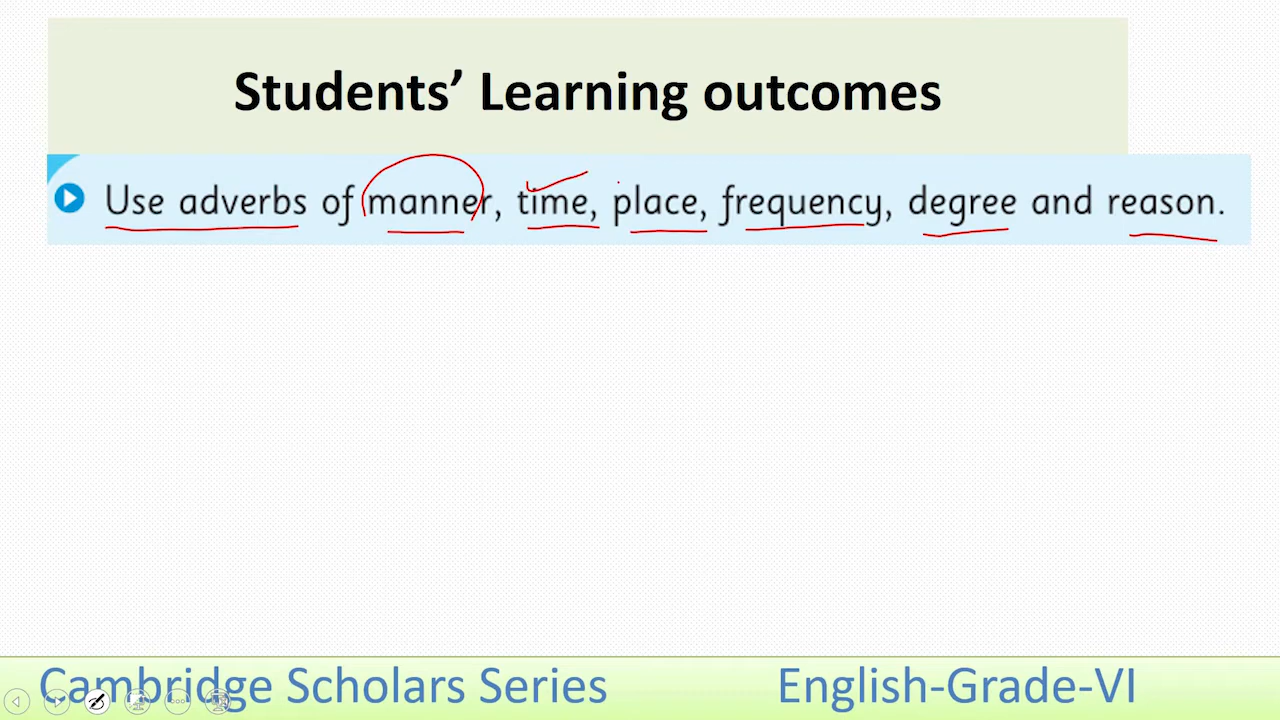 Students’ Learning outcomes
Use adverbs of manner, time, place, frequency, degree and reason.
Cambridge Scholars Series English-Grade-VI